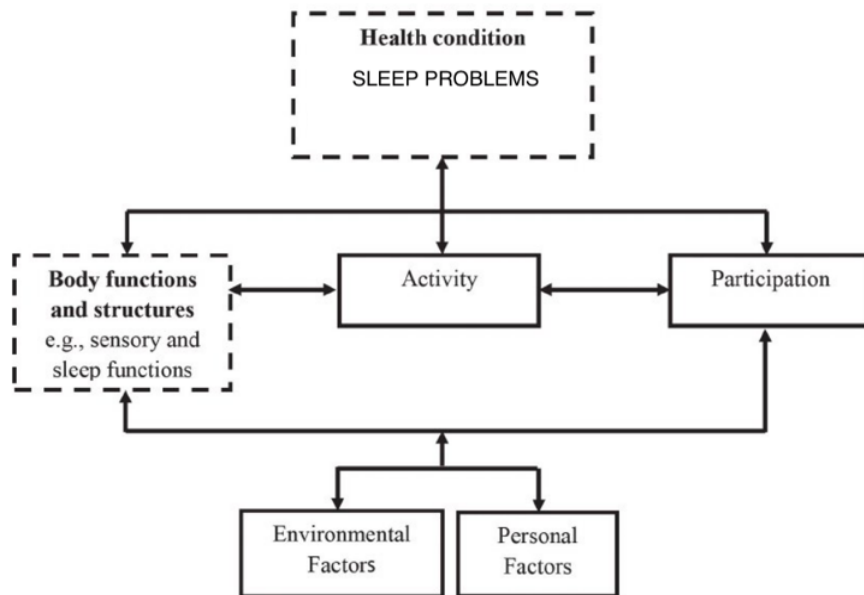 Health condition
SLEEP PROBLEMS
Body functions
and structures
e.g., sensory and
sleep functions
Activity
Participation
Environmental
Factors
Personal
Factors